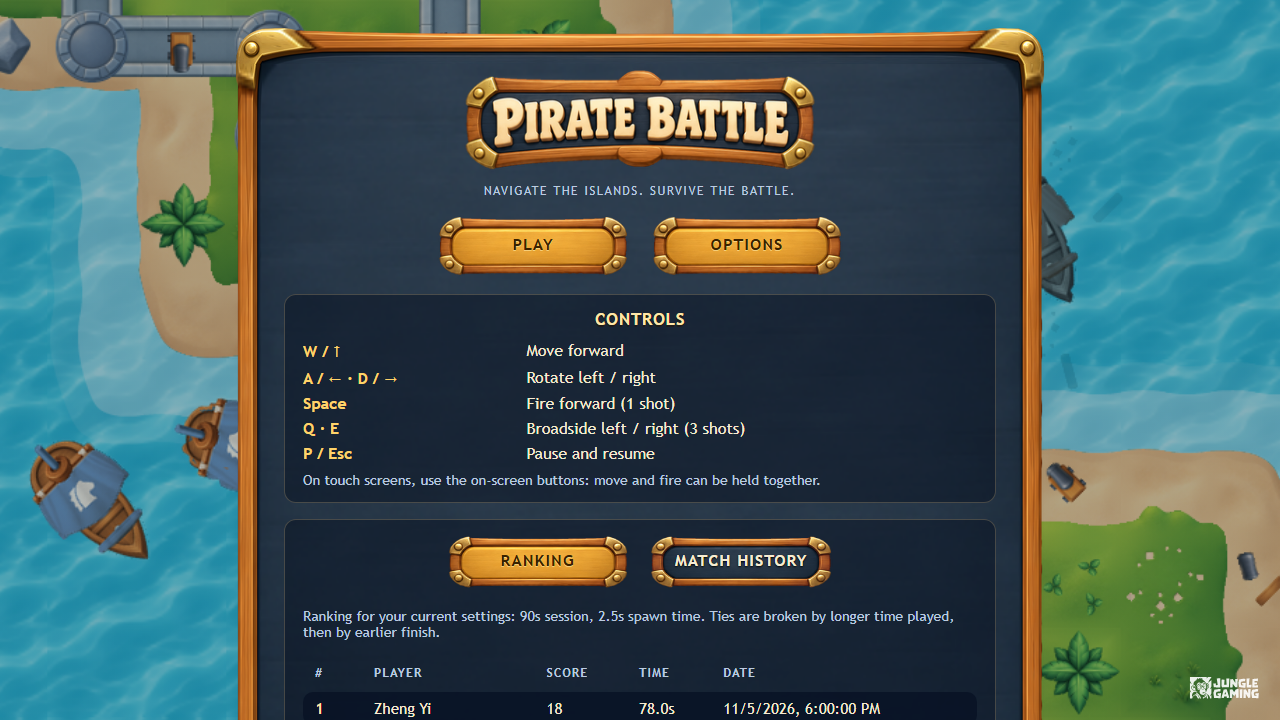 PIRATE BATTLE
NAVIGATE THE ISLANDS. SURVIVE THE BATTLE.
PLAY
OPTIONS
CONTROLS
W / ↑ Move forward
A / ← · D / → Rotate left / right
Space Fire forward (1 shot)
Q · E Broadside left / right (3 shots)
P / Esc Pause and resume
On touch screens, use the on-screen buttons: move and fire can be held together.
RANKING
MATCH HISTORY
Ranking for your current settings: 90s session, 2.5s spawn time. Ties are broken by longer time played,
then by earlier finish.
# PLAYER SCORE TIME DATE
1 Zheng Yi 18 78.0s 11/5/2026, 6:00:00 PM
JUNGLE
GAMING